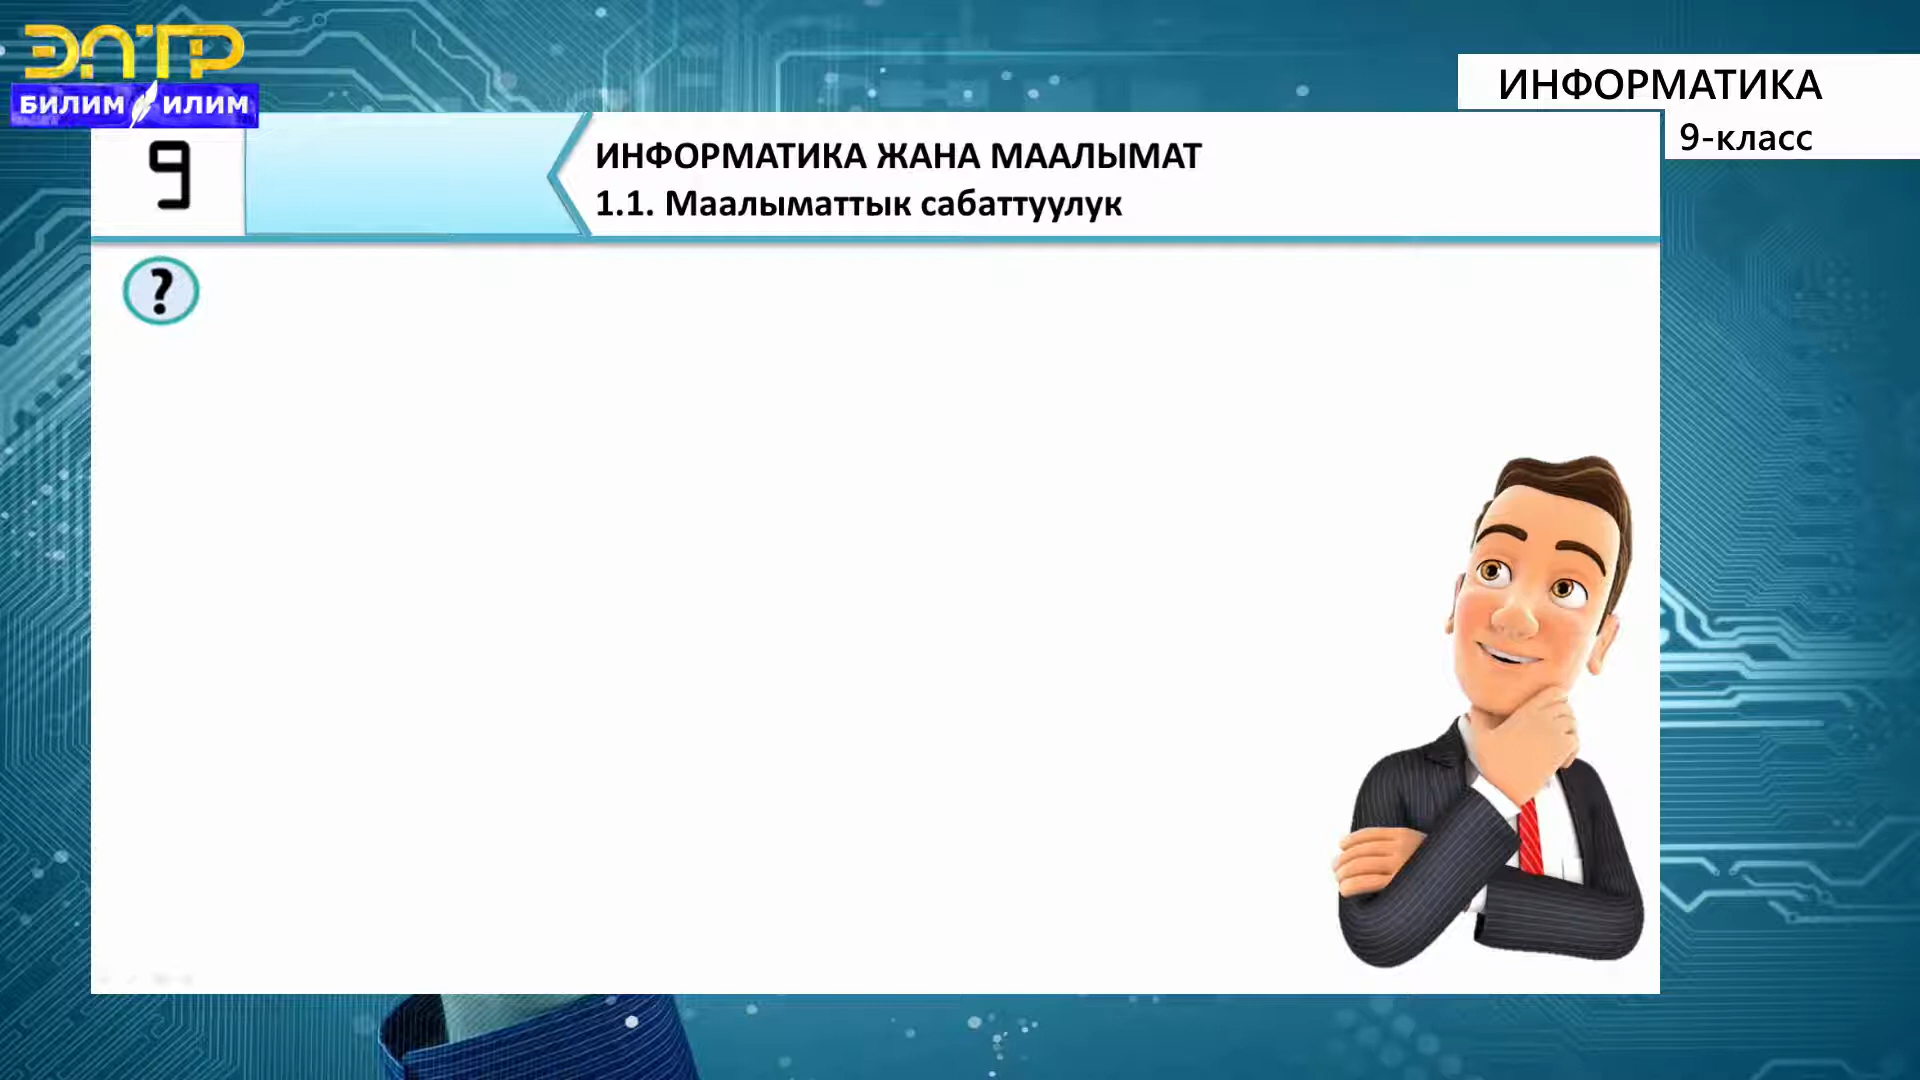 ЭЛТР
БИЛИМ ИЛИМ
ИНФОРМАТИКА
9-класс
9
ИНФОРМАТИКА ЖАНА МААЛЫМАТ
1.1. Маалыматтык сабаттуулук
?